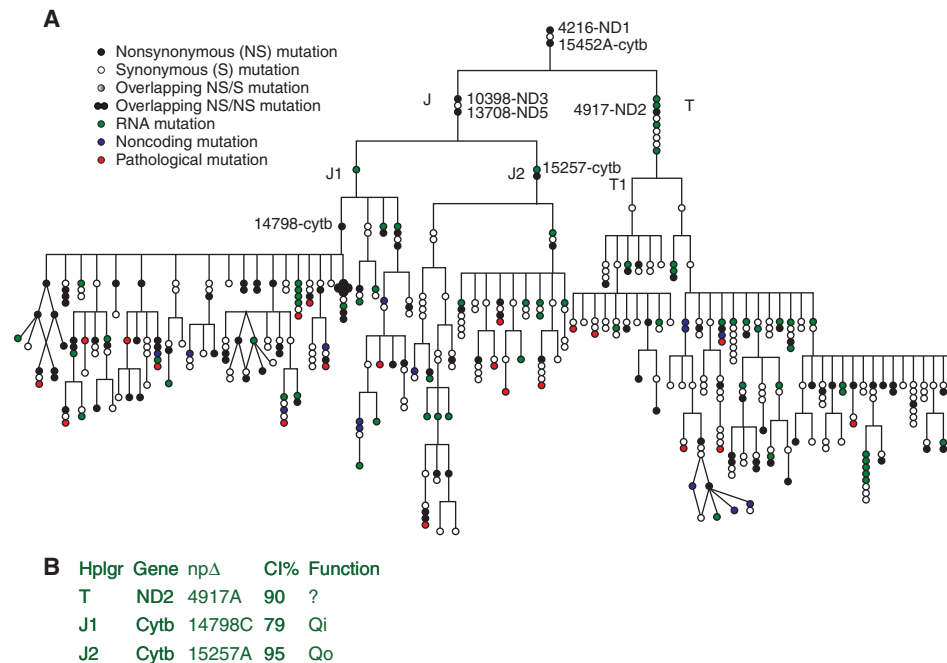 A
4216-ND1
15452A-cytb
Nonsynonymous (NS) mutation
Synonymous (S) mutation
Overlapping NS/S mutation
Overlapping NS/NS mutation
RNA mutation
Noncoding mutation
Pathological mutation
J
10398-ND3
13708-ND5
4917-ND2
T
J1
J2
15257-cytb
T1
14798-cytb
B
Hplgr Gene npΔ CI% Function
T ND2 4917A 90 ?
J1 Cytb 14798C 79 Qi
J2 Cytb 15257A 95 Qo